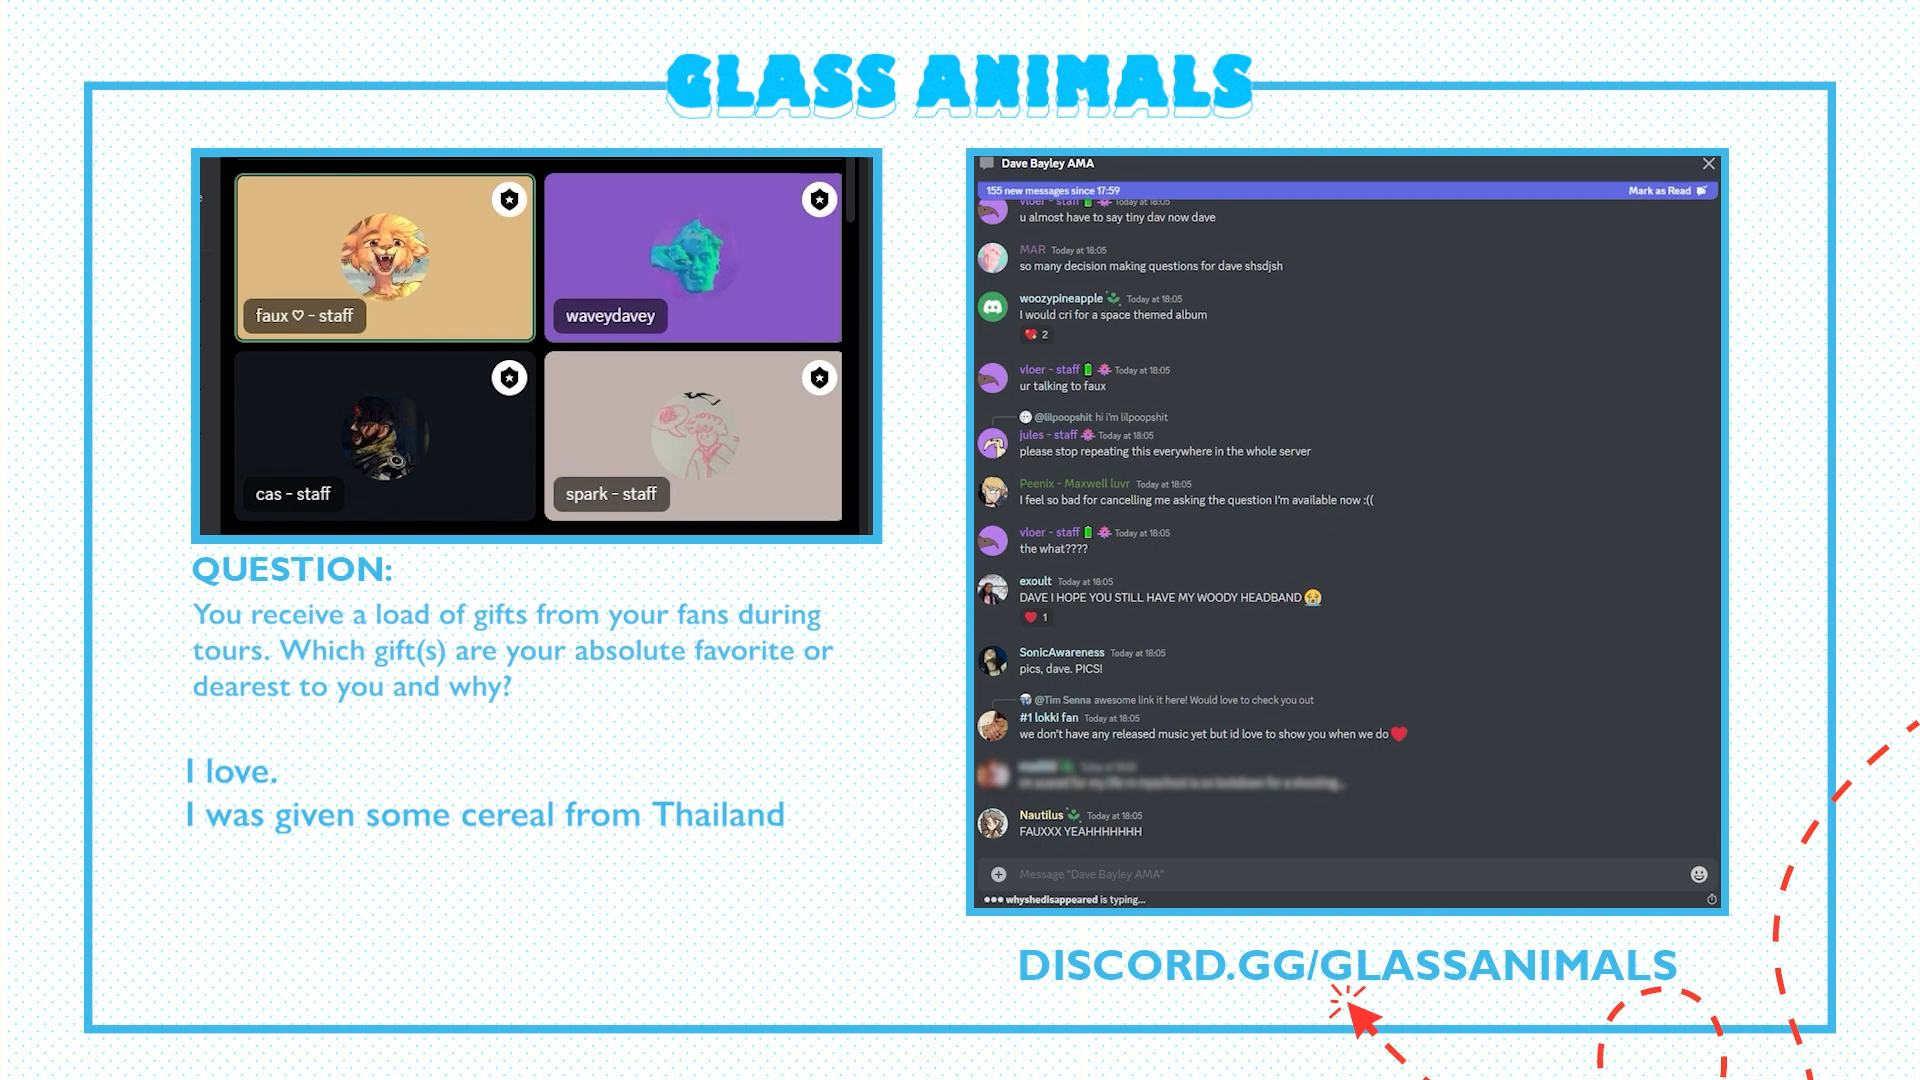 GLASS ANIMALS
faux ♡ - staff
waveydavey
cas - staff
spark - staff
QUESTION:
You receive a load of gifts from your fans during
tours. Which gift(s) are your absolute favorite or
dearest to you and why?
I love.
I was given some cereal from Thailand
Dave Bayley AMA
155 new messages since 17:59
Mark as Read
vloer - staff Today at 18:05
u almost have to say tiny dav now dave
MAR Today at 18:05
so many decision making questions for dave shsdjsh
woozypineapple Today at 18:05
I would cri for a space themed album
2
vloer - staff Today at 18:05
ur talking to faux
@lilpoopshit hi i'm lilpoopshit
jules - staff Today at 18:05
please stop repeating this everywhere in the whole server
Peenix - Maxwell luvr Today at 18:05
I feel so bad for cancelling me asking the question I'm available now :((
vloer - staff Today at 18:05
the what????
exoult Today at 18:05
DAVE I HOPE YOU STILL HAVE MY WOODY HEADBAND 😭
❤️ 1
SonicAwareness Today at 18:05
pics, dave. PICS!
@Tim Senna awesome link it here! Would love to check you out
#1 lokki fan Today at 18:05
we don't have any released music yet but id love to show you when we do ❤️
Nautilus Today at 18:05
FAUXXX YEAHHHHHHH
Message "Dave Bayley AMA"
whyshedisappeared is typing...
DISCORD.GG/GLASSANIMALS